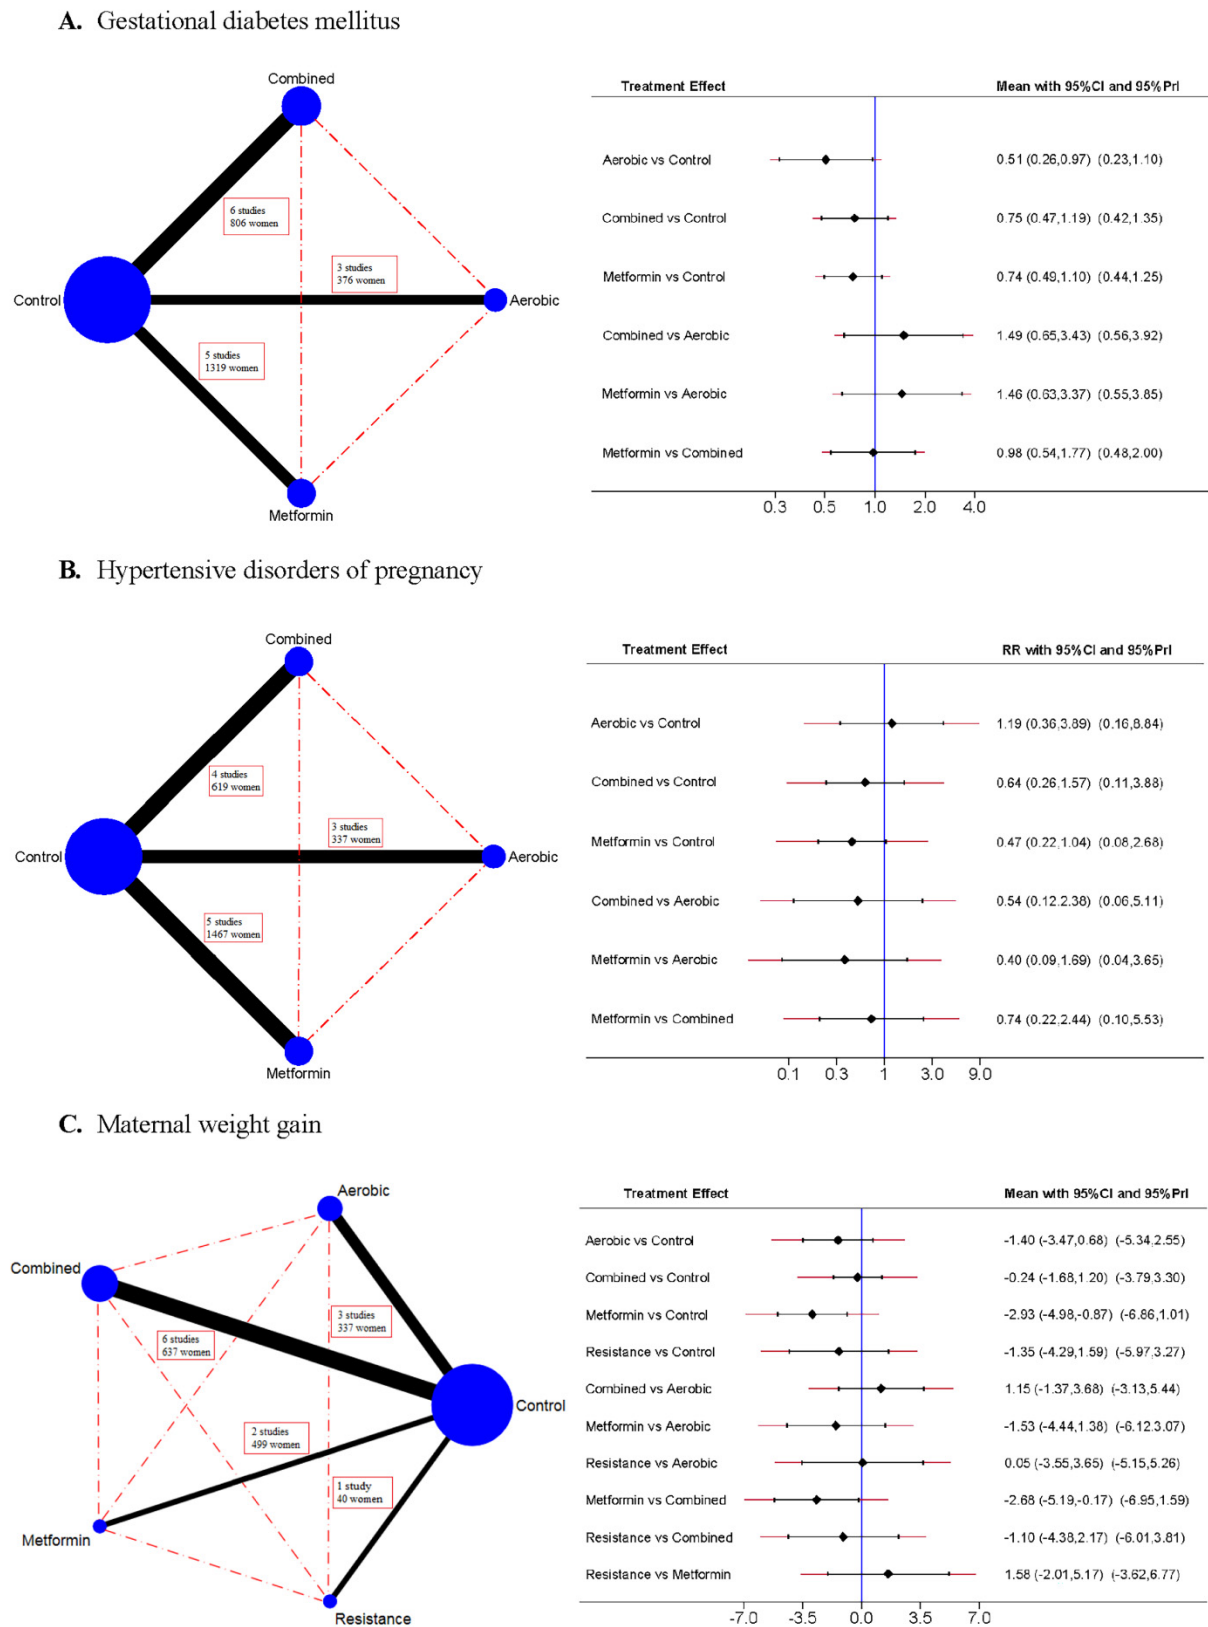 A. Gestational diabetes mellitus
Combined
6 studies
806 women
3 studies
376 women
Control
Aerobic
5 studies
1319 women
Metformin
Treatment Effect Mean with 95%CI and 95%PrI
Aerobic vs Control 0.51 (0.26,0.97) (0.23,1.10)
Combined vs Control 0.75 (0.47,1.19) (0.42,1.35)
Metformin vs Control 0.74 (0.49,1.10) (0.44,1.25)
Combined vs Aerobic 1.49 (0.65,3.43) (0.56,3.92)
Metformin vs Aerobic 1.46 (0.63,3.37) (0.55,3.85)
Metformin vs Combined 0.98 (0.54,1.77) (0.48,2.00)
0.3 0.5 1.0 2.0 4.0
B. Hypertensive disorders of pregnancy
Combined
4 studies
619 women
3 studies
337 women
Control
Aerobic
5 studies
1467 women
Metformin
Treatment Effect RR with 95%CI and 95%PrI
Aerobic vs Control 1.19 (0.36,3.89) (0.16,8.84)
Combined vs Control 0.64 (0.26,1.57) (0.11,3.88)
Metformin vs Control 0.47 (0.22,1.04) (0.08,2.68)
Combined vs Aerobic 0.54 (0.12,2.38) (0.06,5.11)
Metformin vs Aerobic 0.40 (0.09,1.69) (0.04,3.65)
Metformin vs Combined 0.74 (0.22,2.44) (0.10,5.53)
0.1 0.3 1 3.0 9.0
C. Maternal weight gain
Aerobic
Combined
3 studies
337 women
6 studies
637 women
Control
2 studies
499 women
1 study
40 women
Metformin
Resistance
Treatment Effect Mean with 95%CI and 95%PrI
Aerobic vs Control -1.40 (-3.47,0.68) (-5.34,2.55)
Combined vs Control -0.24 (-1.68,1.20) (-3.79,3.30)
Metformin vs Control -2.93 (-4.98,-0.87) (-6.86,1.01)
Resistance vs Control -1.35 (-4.29,1.59) (-5.97,3.27)
Combined vs Aerobic 1.15 (-1.37,3.68) (-3.13,5.44)
Metformin vs Aerobic -1.53 (-4.44,1.38) (-6.12,3.07)
Resistance vs Aerobic 0.05 (-3.55,3.65) (-5.15,5.26)
Metformin vs Combined -2.68 (-5.19,-0.17) (-6.95,1.59)
Resistance vs Combined -1.10 (-4.38,2.17) (-6.01,3.81)
Resistance vs Metformin 1.58 (-2.01,5.17) (-3.62,6.77)
-7.0 -3.5 0.0 3.5 7.0